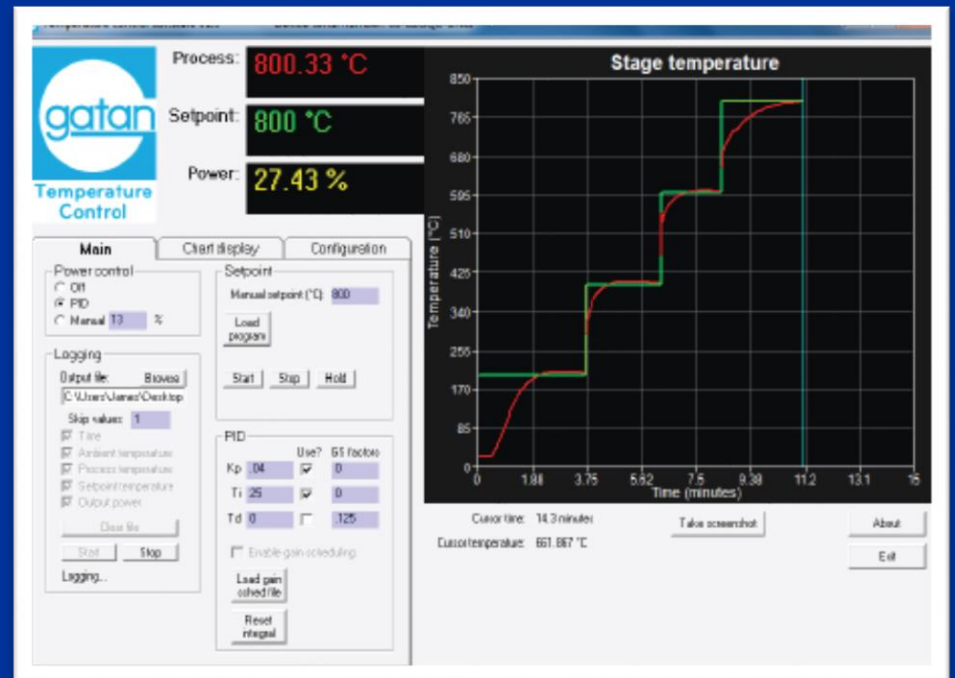 gatan
Temperature
Control
Process: 800.33 °C
Setpoint: 800 °C
Power: 27.43 %
Main
Chart display
Configuration
Power control
Off
PID
Manual 13 %
Logging
Output file: Browse
C:\Users\James\Desktop
Skip values: 1
Time
Ambient temperature
Process temperature
Setpoint temperature
Output power
Clear file
Start Stop
Logging...
Setpoint
Manual setpoint (°C): 800
Load
program
Start Stop Hold
PID
Use? GS factors
Kp .04 0
Ti 25 0
Td 0 .125
Enable gain scheduling
Load gain
sched file
Reset
integral
Stage temperature
Temperature (°C)
850
765
680
595
510
425
340
255
170
85
0
0 1.88 3.75 5.62 7.5 9.38 11.2 13.1 15
Time (minutes)
Cursor time: 14.3 minutes
Cursor temperature: 661.867 °C
Take screenshot
About
Exit